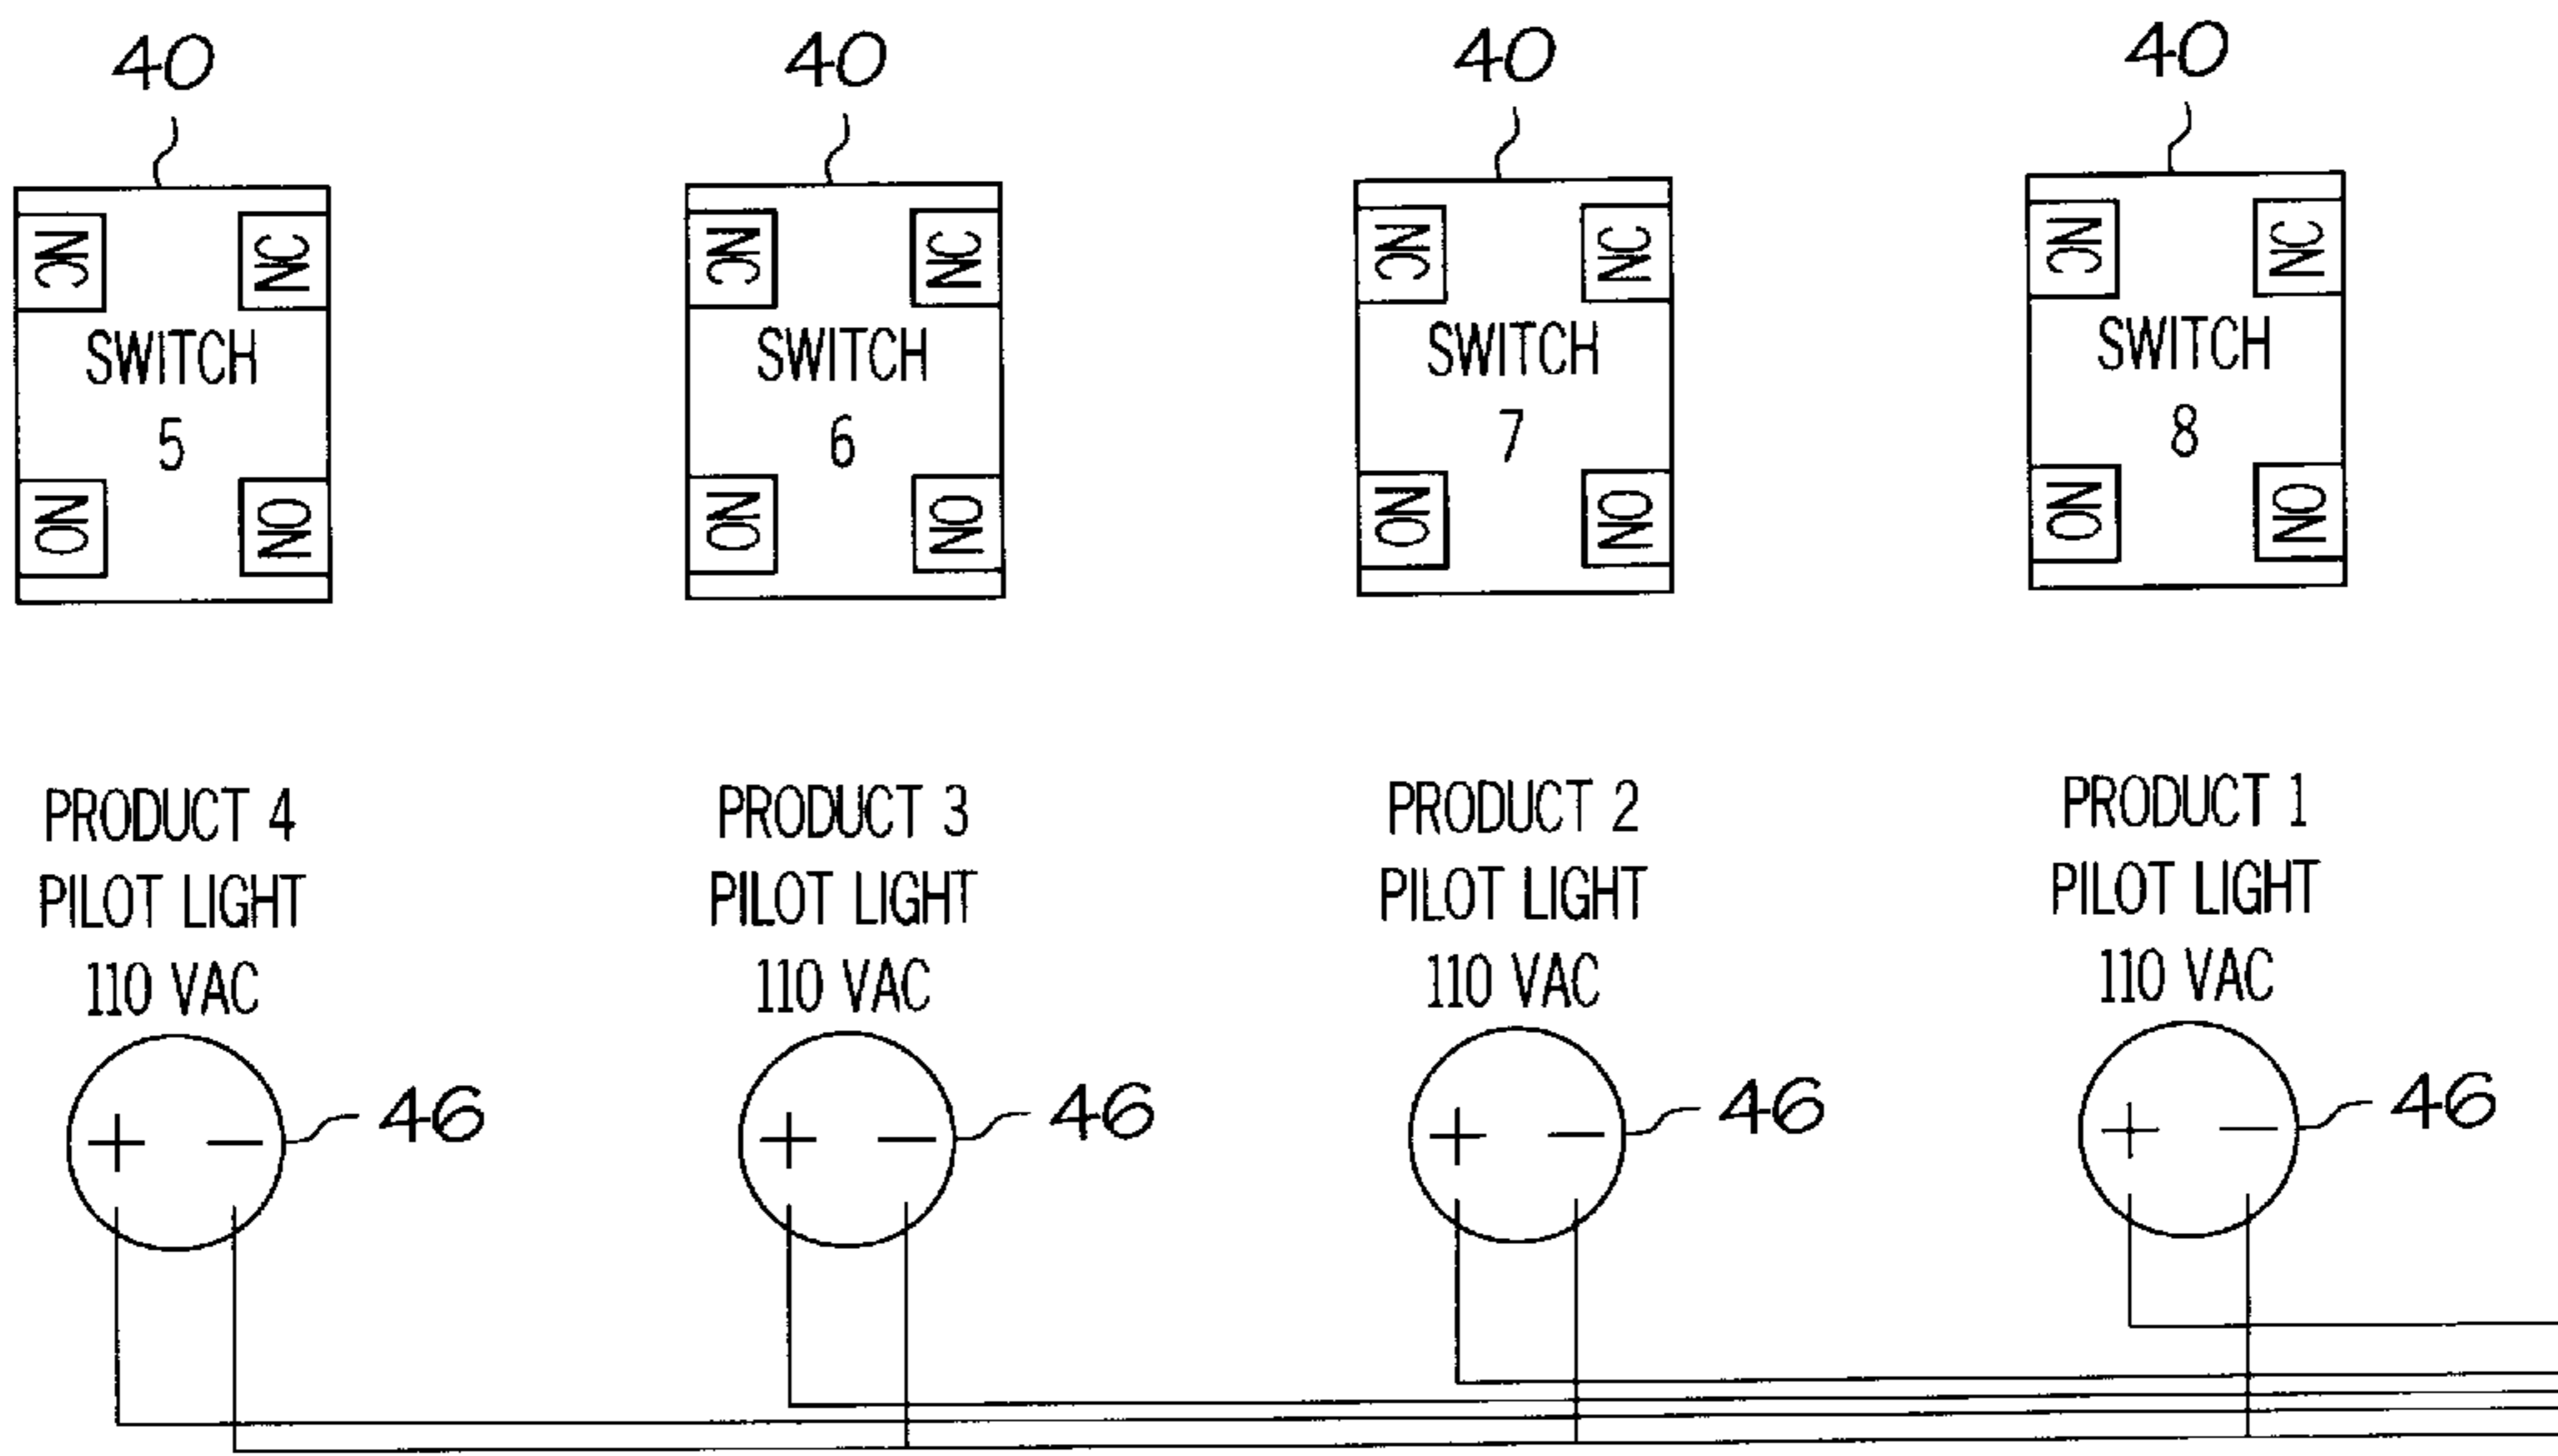 40 40 40 40
NC NC NC NC NC NC NC NC
SWITCH SWITCH SWITCH SWITCH
5 6 7 8
NO NO NO NO NO NO NO NO
PRODUCT 4 PRODUCT 3 PRODUCT 2 PRODUCT 1
PILOT LIGHT PILOT LIGHT PILOT LIGHT PILOT LIGHT
110 VAC 110 VAC 110 VAC 110 VAC
+ − 46 + − 46 + − 46 + − 46